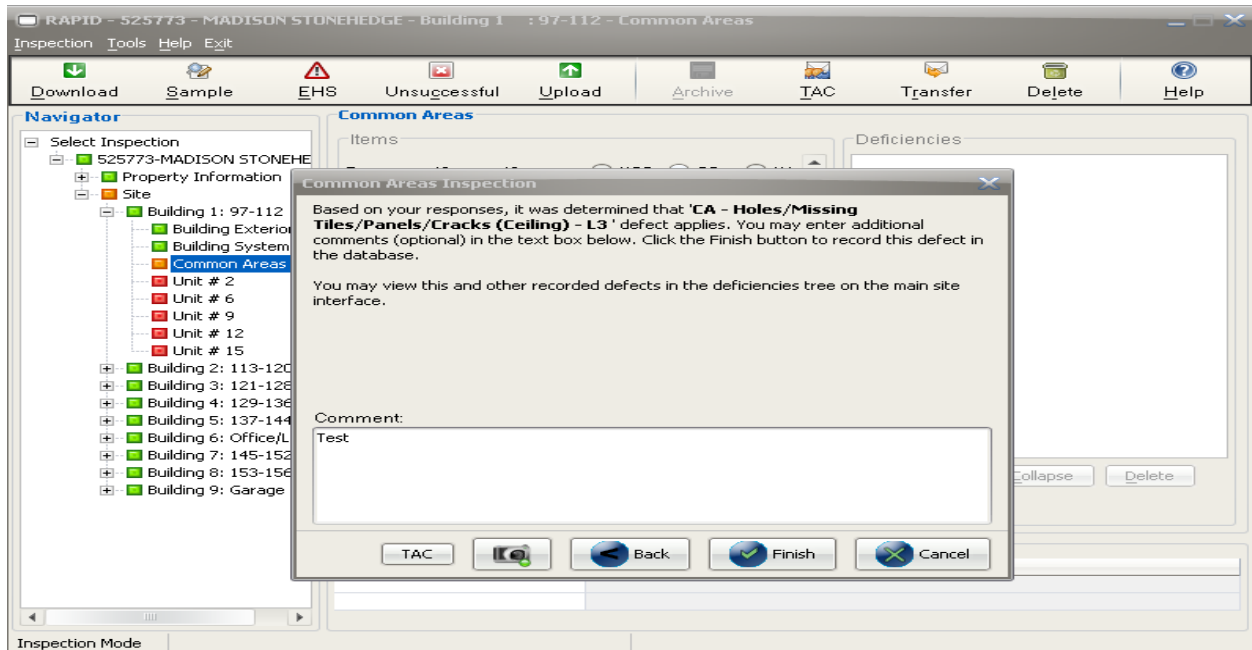 RAPID - 525773 - MADISON STONEHEDGE - Building 1 : 97-112 - Common Areas
Inspection Tools Help Exit
Download Sample EHS Unsuccessful Upload Archive TAC Transfer Delete Help
Navigator
Select Inspection
525773-MADISON STONEHE
Property Information
Site
Building 1: 97-112
Building Exterior
Building System
Common Areas
Unit # 2
Unit # 6
Unit # 9
Unit # 12
Unit # 15
Building 2: 113-120
Building 3: 121-128
Building 4: 129-136
Building 5: 137-144
Building 6: Office/L
Building 7: 145-152
Building 8: 153-156
Building 9: Garage
Common Areas
Items
Deficiencies
Common Areas Inspection
Based on your responses, it was determined that 'CA - Holes/Missing
Tiles/Panels/Cracks (Ceiling) - L3 ' defect applies. You may enter additional
comments (optional) in the text box below. Click the Finish button to record this defect in
the database.
You may view this and other recorded defects in the deficiencies tree on the main site
interface.
Comment:
Test
TAC Back Finish Cancel
Collapse Delete
Inspection Mode